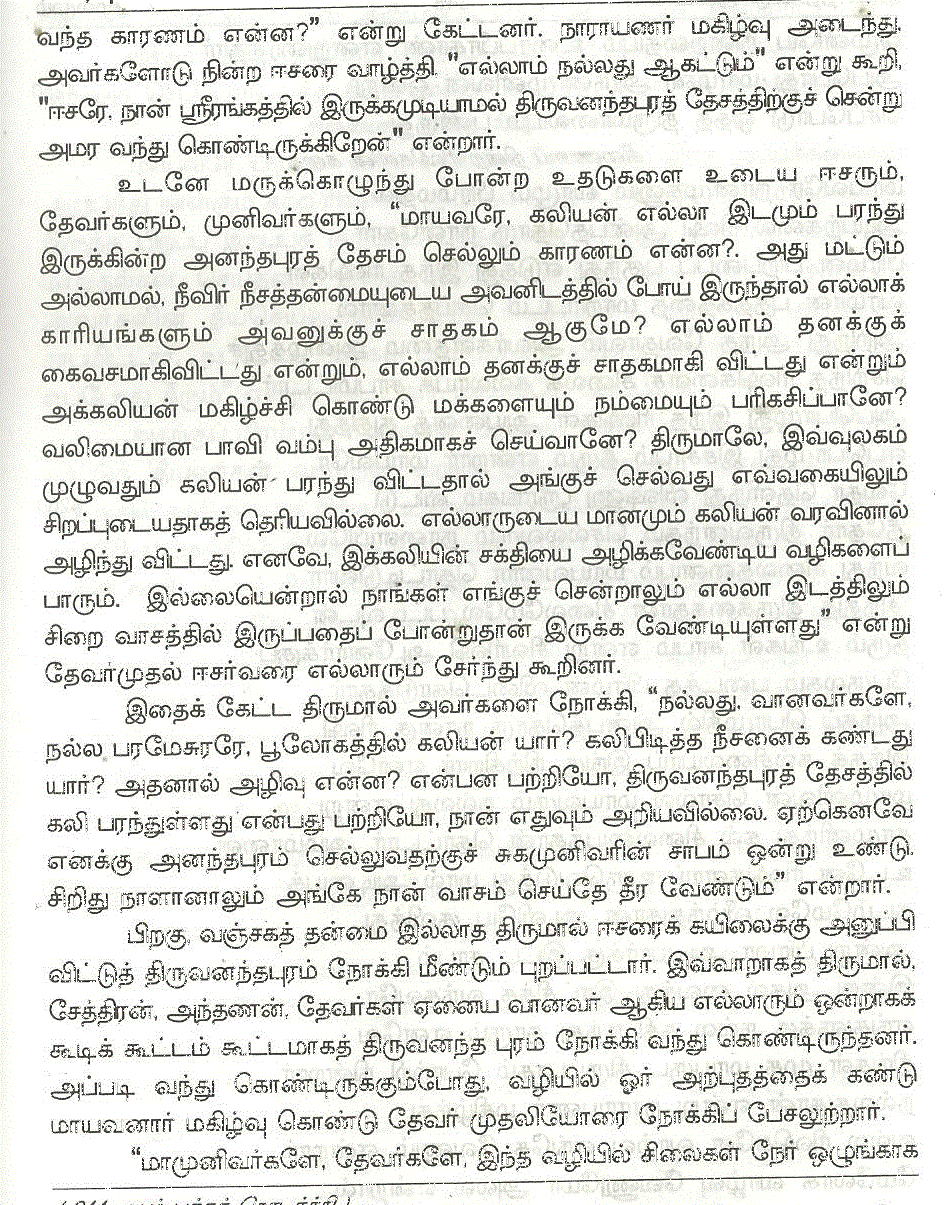 வந்த காரணம் என்ன?” என்று கேட்டனர். நாராயணர் மகிழ்வு அடைந்து,
அவர்களோடு நின்ற ஈசரை வாழ்த்தி, "எல்லாம் நல்லது ஆகட்டும்" என்று கூறி,
"ஈசரே, நான் ஸ்ரீரங்கத்தில் இருக்கமுடியாமல் திருவனந்தபுரத் தேசத்திற்குச் சென்று
அமர வந்து கொண்டிருக்கிறேன்" என்றார்.
உடனே மருக்கொழுந்து போன்ற உதடுகளை உடைய ஈசரும்,
தேவர்களும், முனிவர்களும், “மாயவரே, கலியன் எல்லா இடமும் பரந்து
இருக்கின்ற அனந்தபுரத் தேசம் செல்லும் காரணம் என்ன?. அது மட்டும்
அல்லாமல், நீவிர் நீசத்தன்மையுடைய அவனிடத்தில் போய் இருந்தால் எல்லாக்
காரியங்களும் அவனுக்குச் சாதகம் ஆகுமே? எல்லாம் தனக்குக்
கைவசமாகிவிட்டது என்றும், எல்லாம் தனக்குச் சாதகமாகி விட்டது என்றும்
அக்கலியன் மகிழ்ச்சி கொண்டு மக்களையும் நம்மையும் பரிகசிப்பானே?
வலிமையான பாவி வம்பு அதிகமாகச் செய்வானே? திருமாலே, இவ்வுலகம்
முழுவதும் கலியன் பரந்து விட்டதால் அங்குச் செல்வது எவ்வகையிலும்
சிறப்புடையதாகத் தெரியவில்லை. எல்லாருடைய மானமும் கலியன் வரவினால்
அழிந்து விட்டது. எனவே, இக்கலியின் சக்தியை அழிக்கவேண்டிய வழிகளைப்
பாரும். இல்லையென்றால் நாங்கள் எங்குச் சென்றாலும் எல்லா இடத்திலும்
சிறை வாசத்தில் இருப்பதைப் போன்றுதான் இருக்க வேண்டியுள்ளது” என்று
தேவர்முதல் ஈசர்வரை எல்லாரும் சேர்ந்து கூறினர்.
இதைக் கேட்ட திருமால் அவர்களை நோக்கி, “நல்லது, வானவர்களே,
நல்ல பரமேசுரரே, பூலோகத்தில் கலியன் யார்? கலிபிடித்த நீசனைக் கண்டது
யார்? அதனால் அழிவு என்ன? என்பன பற்றியோ, திருவனந்தபுரத் தேசத்தில்
கலி பரந்துள்ளது என்பது பற்றியோ, நான் எதுவும் அறியவில்லை. ஏற்கெனவே
எனக்கு அனந்தபுரம் செல்லுவதற்குச் சுகமுனிவரின் சாபம் ஒன்று உண்டு.
சிறிது நாளானாலும் அங்கே நான் வாசம் செய்தே தீர வேண்டும்” என்றார்.
பிறகு, வஞ்சகத் தன்மை இல்லாத திருமால் ஈசரைக் கயிலைக்கு அனுப்பி
விட்டுத் திருவனந்தபுரம் நோக்கி மீண்டும் புறப்பட்டார். இவ்வாறாகத் திருமால்,
சேத்திரன், அந்தணன், தேவர்கள் ஏனைய வானவர் ஆகிய எல்லாரும் ஒன்றாகக்
கூடிக் கூட்டம் கூட்டமாகத் திருவனந்த புரம் நோக்கி வந்து கொண்டிருந்தனர்.
அப்படி வந்து கொண்டிருக்கும்போது, வழியில் ஓர் அற்புதத்தைக் கண்டு
மாயவனார் மகிழ்வு கொண்டு தேவர் முதலியோரை நோக்கிப் பேசலுற்றார்.
“மாமுனிவர்களே, தேவர்களே, இந்த வழியில் சிலைகள் நேர் ஒழுங்காக